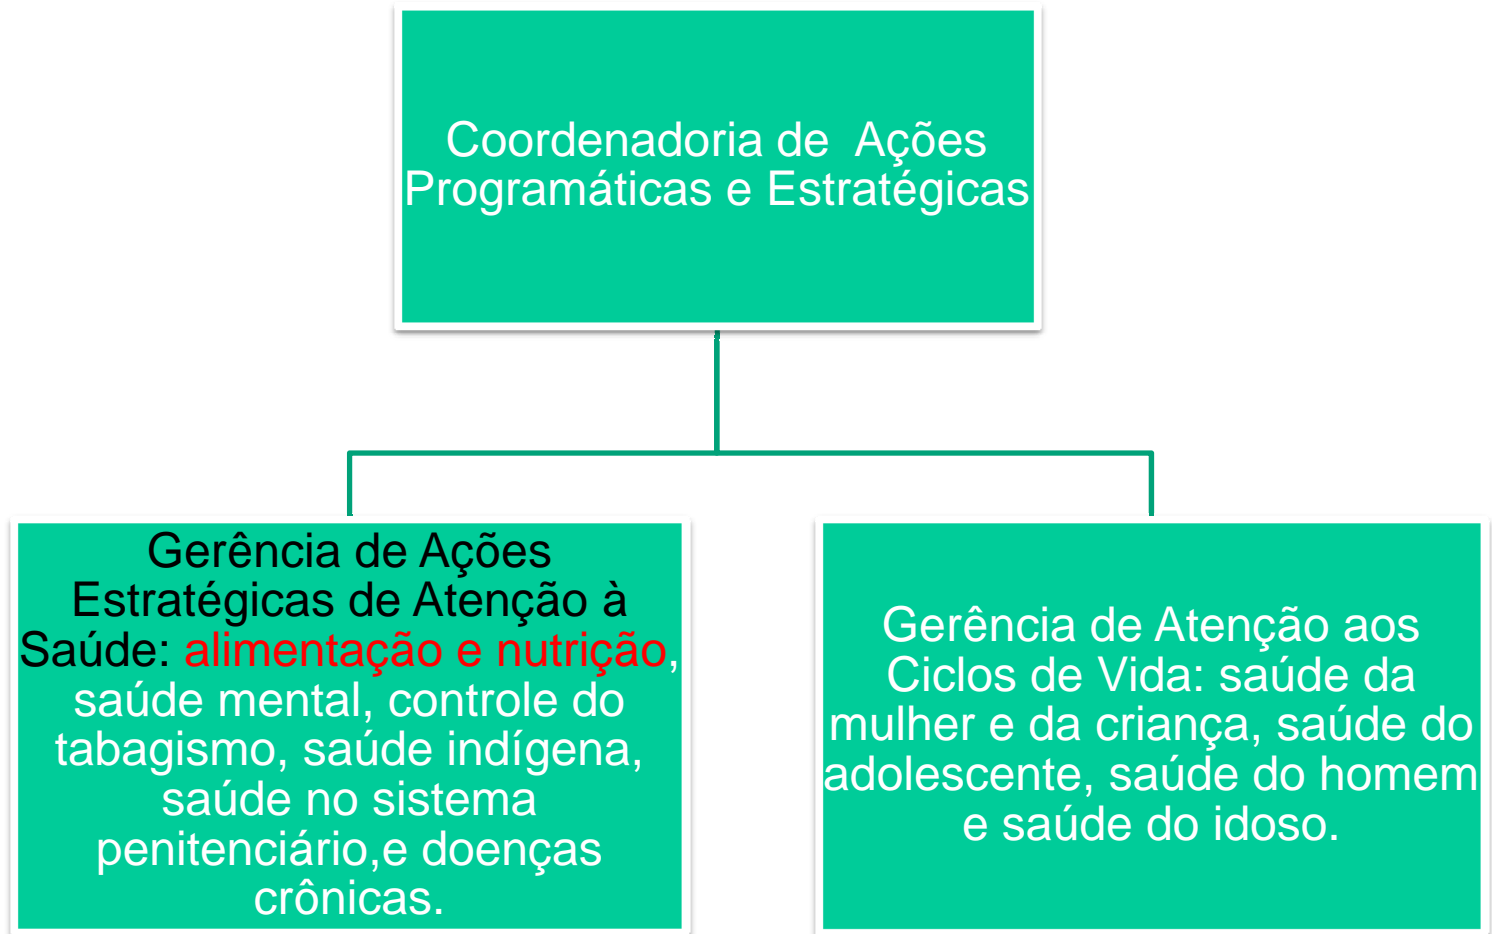 Coordenadoria de Ações
Programáticas e Estratégicas
Gerência de Ações
Estratégicas de Atenção à
Saúde: alimentação e nutrição,
saúde mental, controle do
tabagismo, saúde indígena,
saúde no sistema
penitenciário,e doenças
crônicas.
Gerência de Atenção aos
Ciclos de Vida: saúde da
mulher e da criança, saúde do
adolescente, saúde do homem
e saúde do idoso.